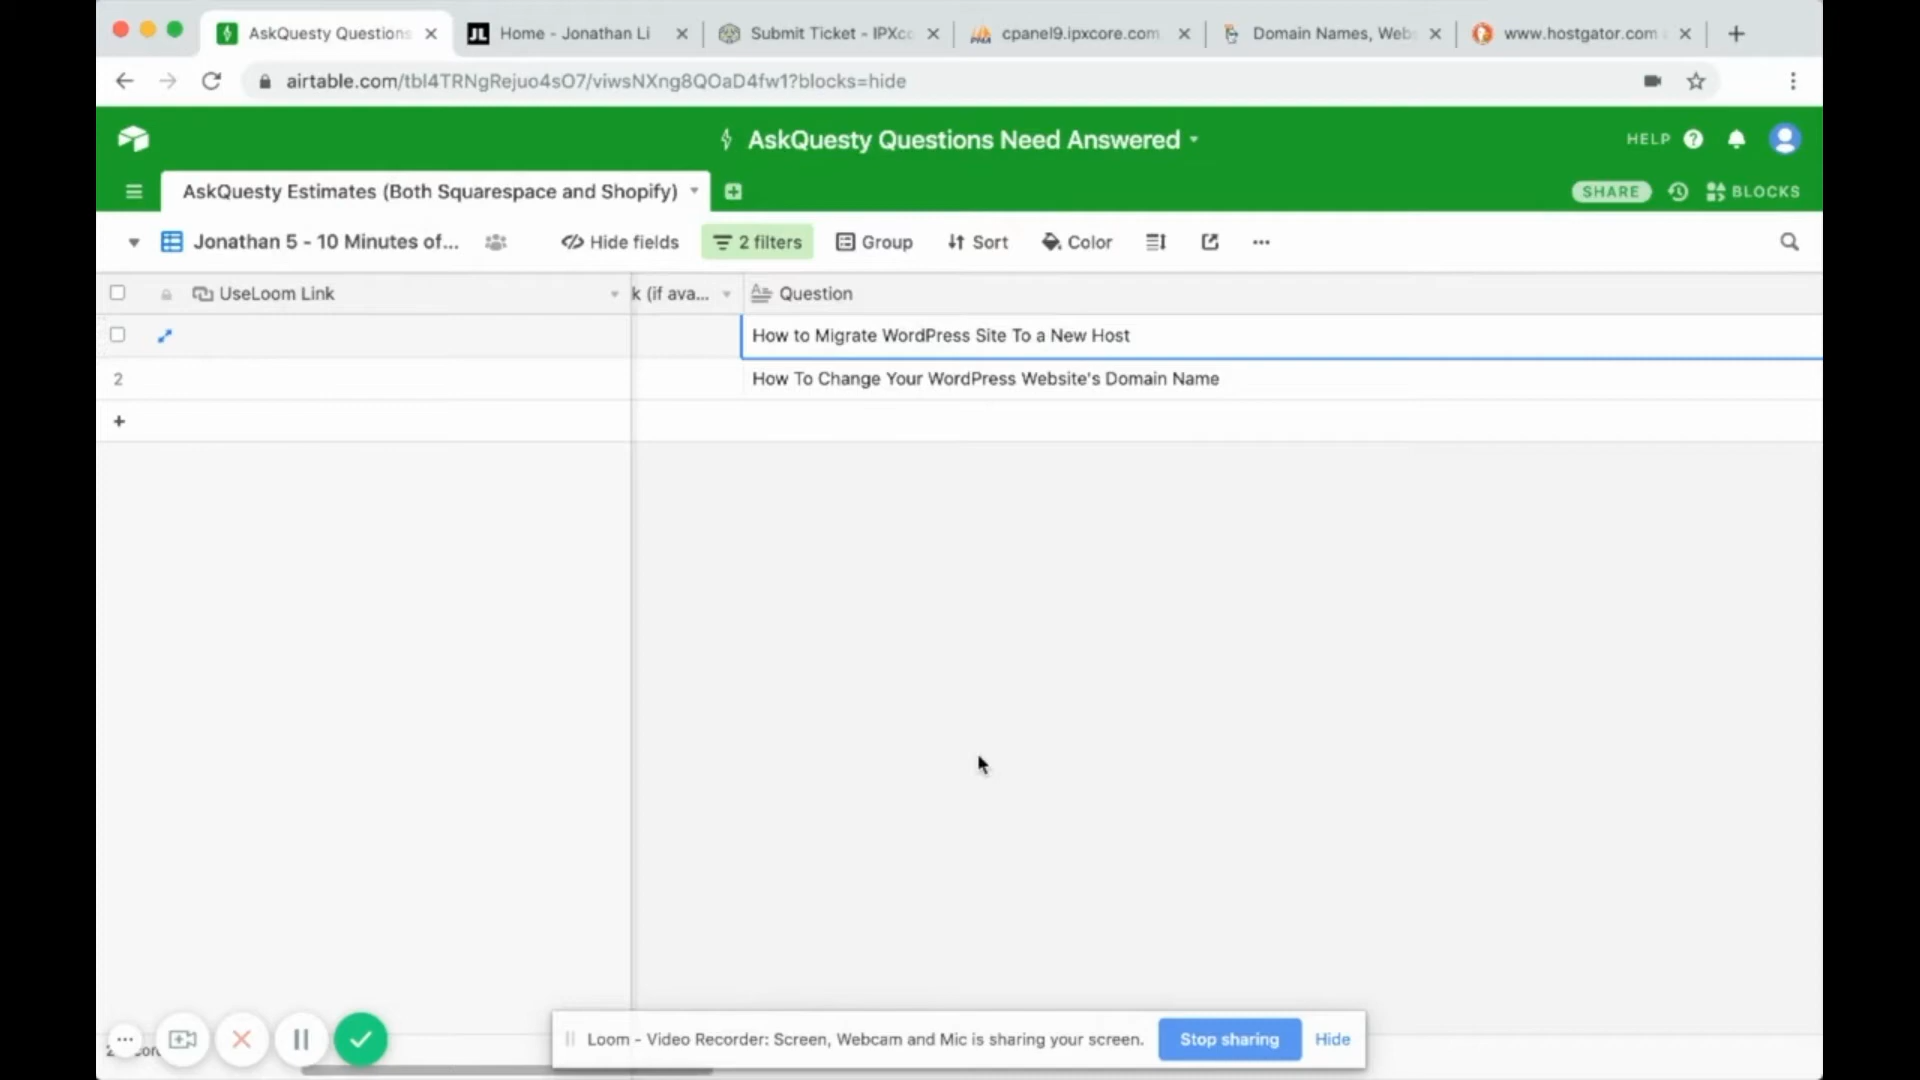 AskQuesty Questions
JL Home - Jonathan Li
Submit Ticket - IPXco
cpanel9.ipxcore.com
Domain Names, Web
www.hostgator.com
airtable.com/tbl4TRNgRejuo4sO7/viwsNXng8QOaD4fw1?blocks=hide
AskQuesty Questions Need Answered
HELP ?
AskQuesty Estimates (Both Squarespace and Shopify)
SHARE
BLOCKS
Jonathan 5 - 10 Minutes of...
Hide fields
2 filters
Group
Sort
Color
UseLoom Link
k (if ava...
Question
How to Migrate WordPress Site To a New Host
2
How To Change Your WordPress Website's Domain Name
Loom - Video Recorder: Screen, Webcam and Mic is sharing your screen.
Stop sharing
Hide